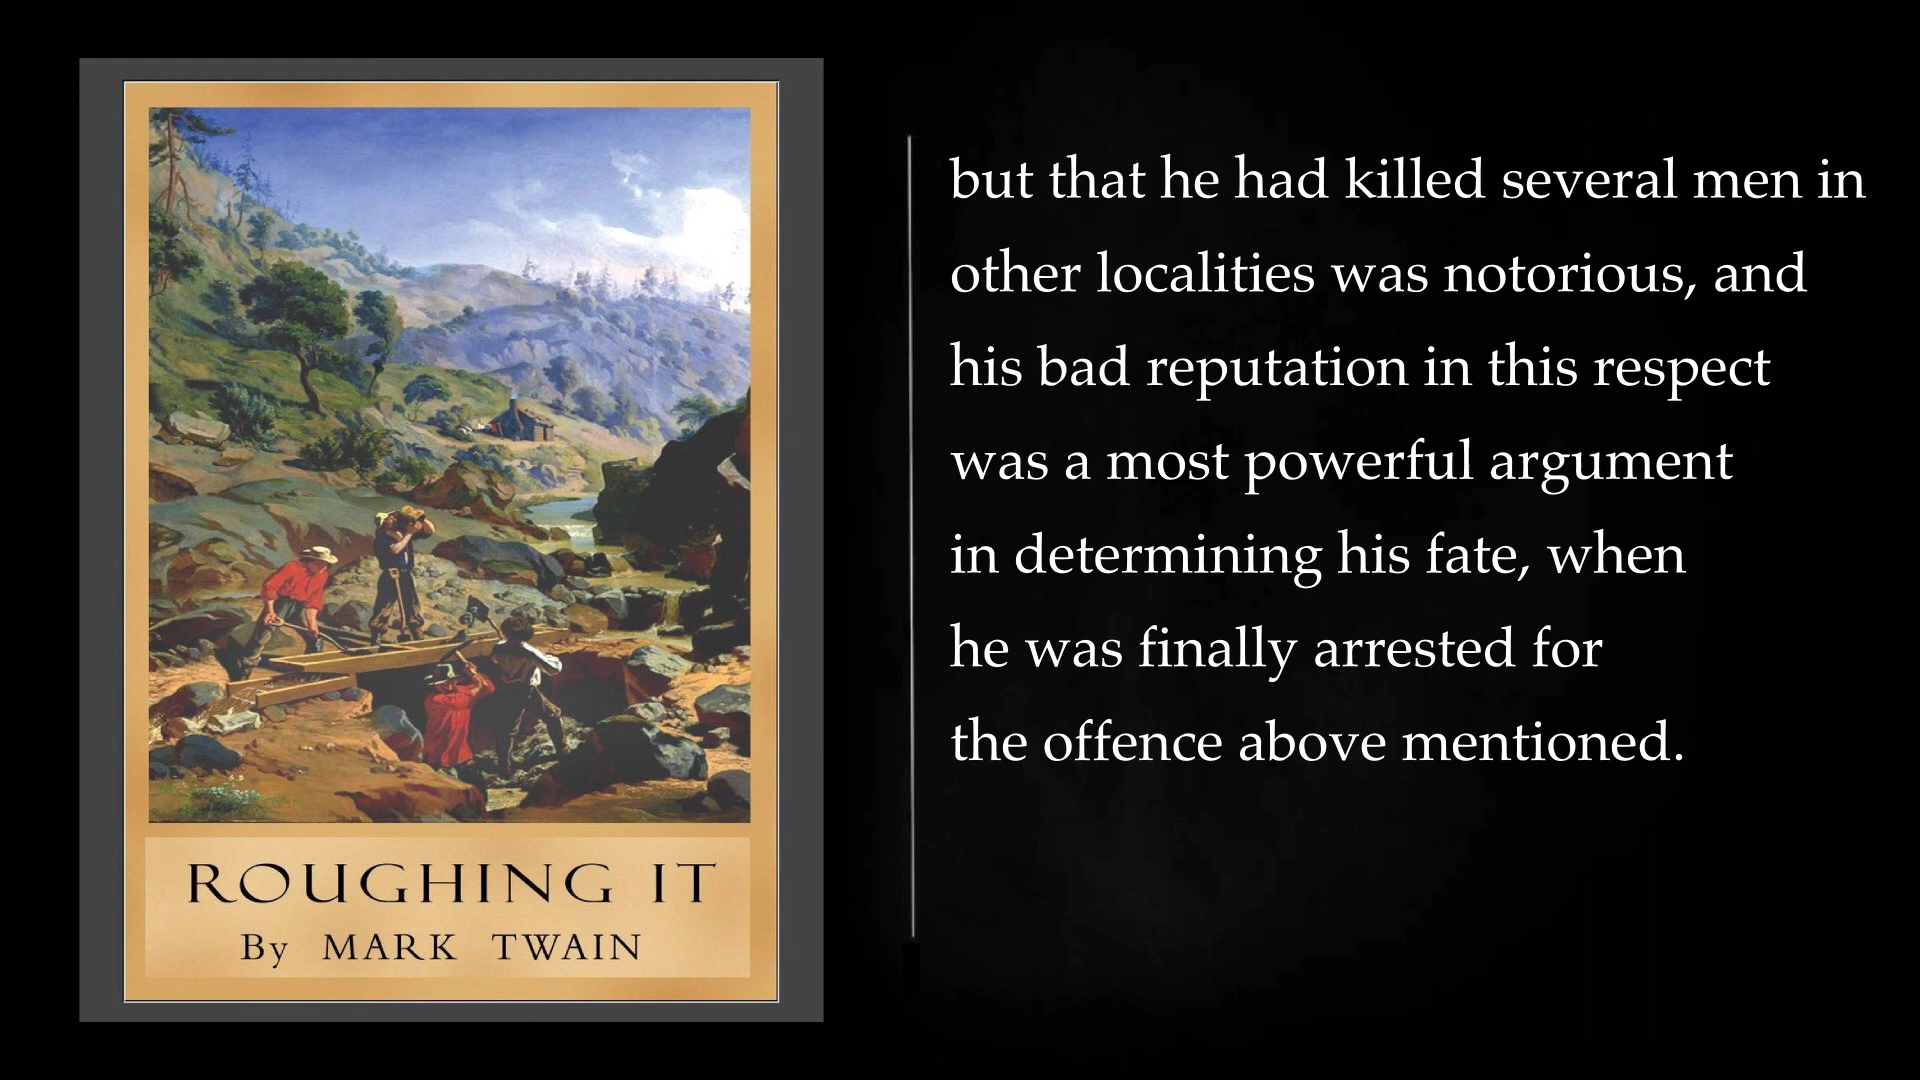 ROUGHING IT
By MARK TWAIN
but that he had killed several men in
other localities was notorious, and
his bad reputation in this respect
was a most powerful argument
in determining his fate, when
he was finally arrested for
the offence above mentioned.